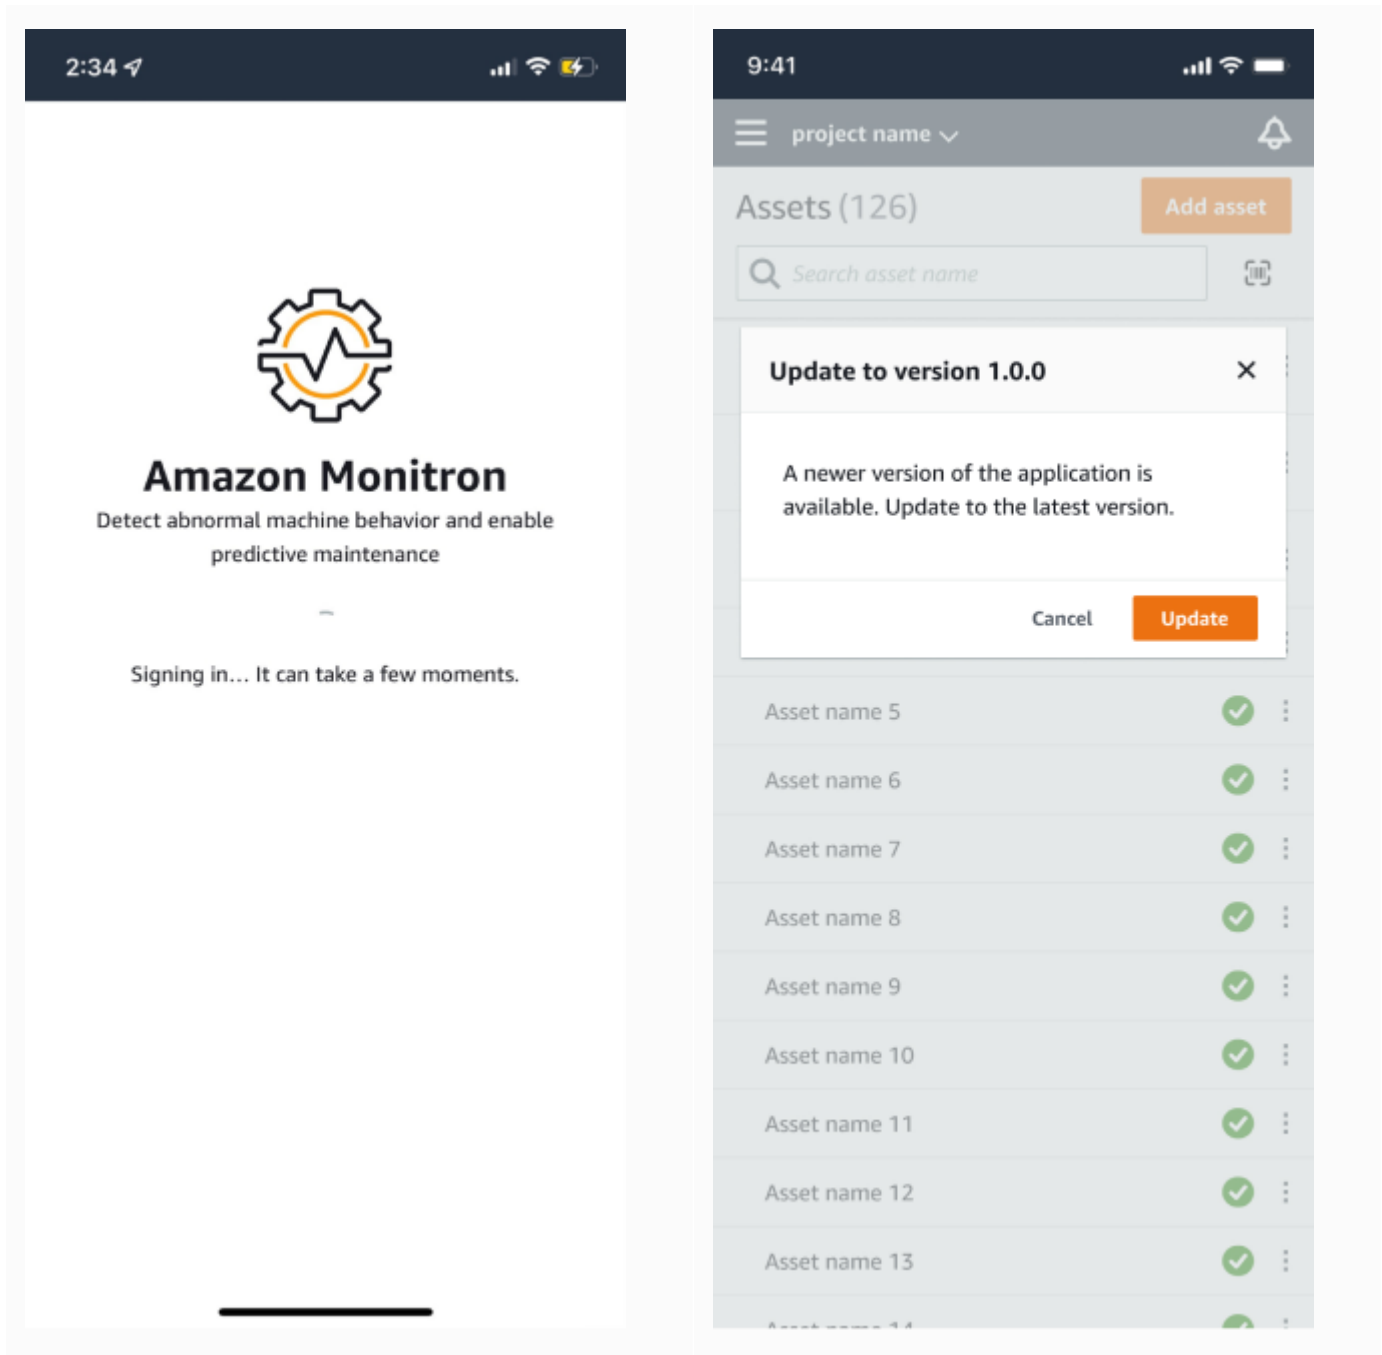 2:34
Amazon Monitron
Detect abnormal machine behavior and enable
predictive maintenance
Signing in... It can take a few moments.
9:41
project name
Assets (126)
Add asset
Search asset name
Update to version 1.0.0
A newer version of the application is
available. Update to the latest version.
Cancel
Update
Asset name 5
Asset name 6
Asset name 7
Asset name 8
Asset name 9
Asset name 10
Asset name 11
Asset name 12
Asset name 13
Asset name 14